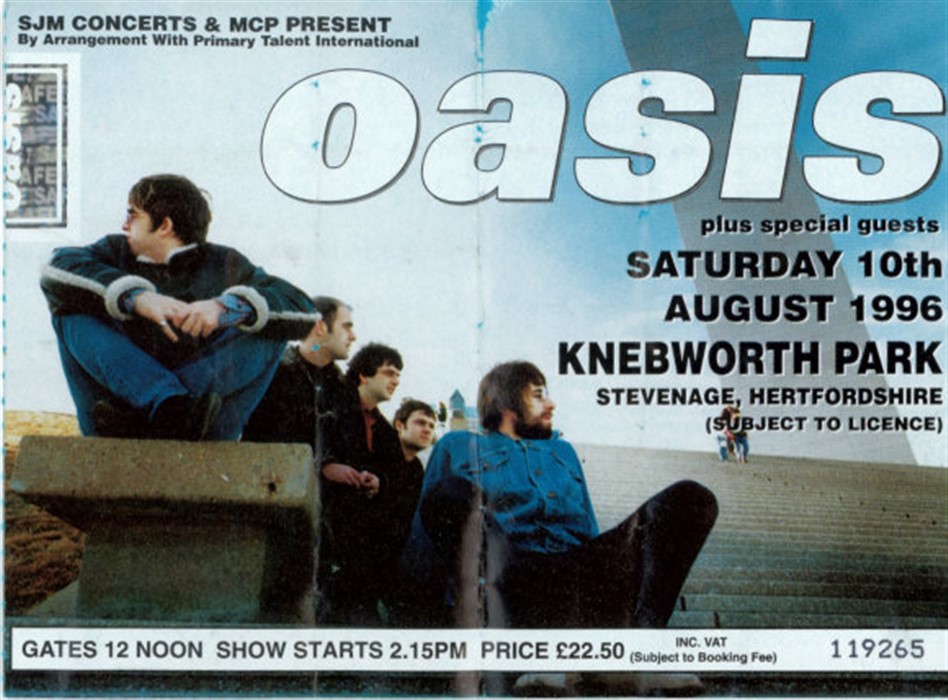 SJM CONCERTS & MCP PRESENT
By Arrangement With Primary Talent International
oasis
plus special guests
SATURDAY 10th
AUGUST 1996
KNEBWORTH PARK
STEVENAGE, HERTFORDSHIRE
(SUBJECT TO LICENCE)
GATES 12 NOON SHOW STARTS 2.15PM PRICE £22.50 INC. VAT
(Subject to Booking Fee)
119265